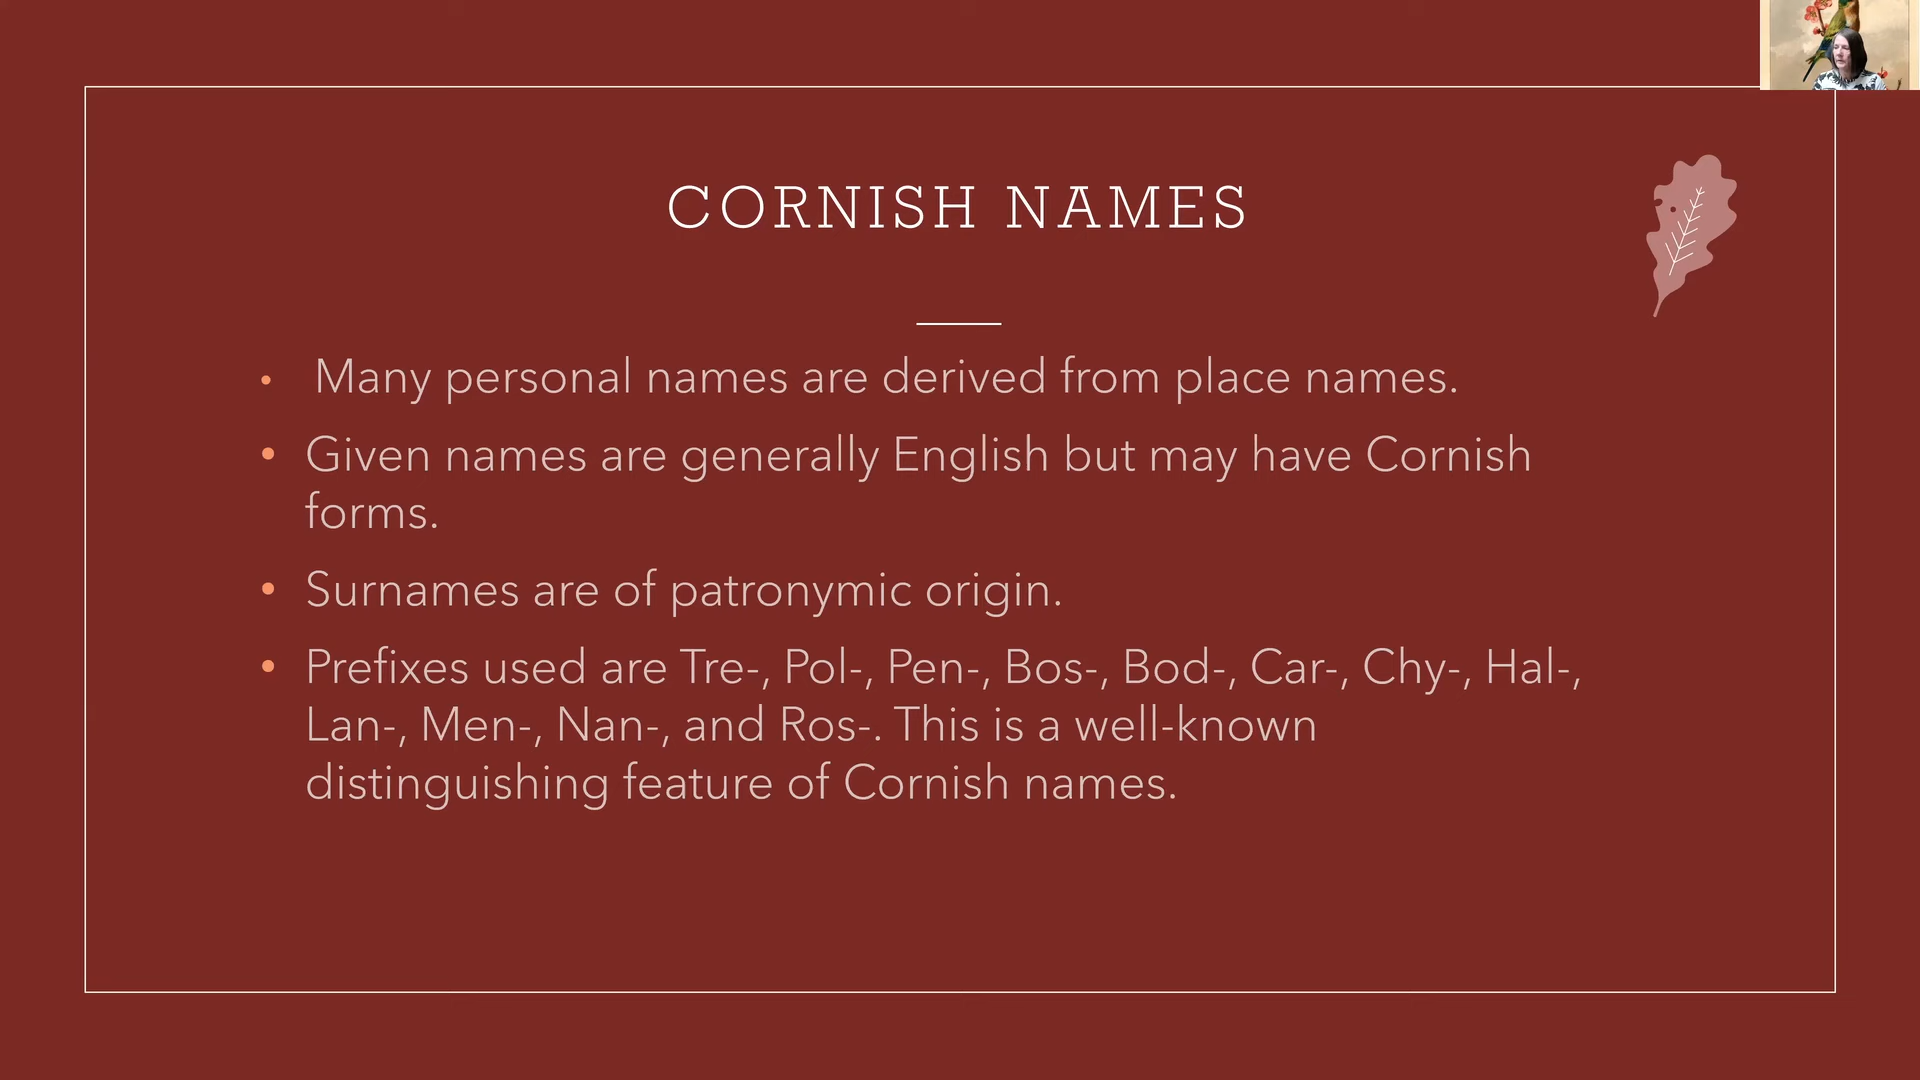 CORNISH NAMES
• Many personal names are derived from place names.
• Given names are generally English but may have Cornish
forms.
• Surnames are of patronymic origin.
• Prefixes used are Tre-, Pol-, Pen-, Bos-, Bod-, Car-, Chy-, Hal-,
Lan-, Men-, Nan-, and Ros-. This is a well-known
distinguishing feature of Cornish names.